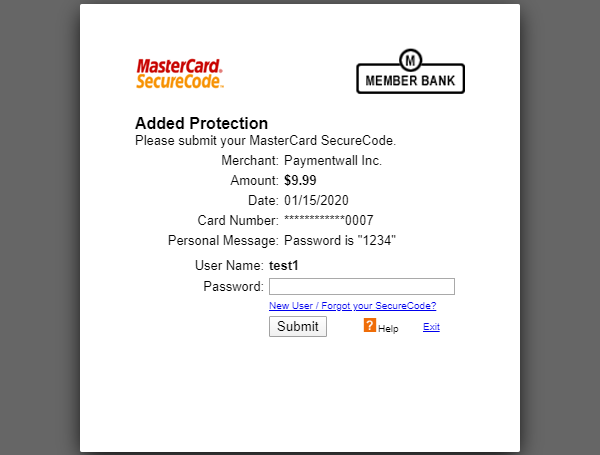 MasterCard®
SecureCode™
M
MEMBER BANK
Added Protection
Please submit your MasterCard SecureCode.
Merchant: Paymentwall Inc.
Amount: $9.99
Date: 01/15/2020
Card Number: ************0007
Personal Message: Password is "1234"
User Name: test1
Password:
New User / Forgot your SecureCode?
Submit ? Help Exit